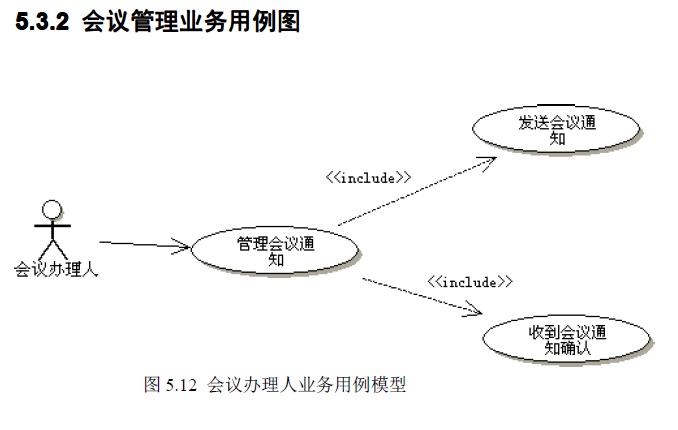 5.3.2 会议管理业务用例图
发送会议通
知
<<include>>
管理会议通
知
会议办理人
<<include>>
收到会议通
知确认
图 5.12 会议办理人业务用例模型